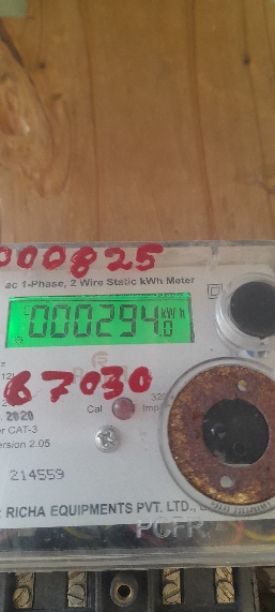 000825
ac 1-Phase, 2 Wire Static kWh Meter
000294.0 kWh
67030
2020
Cal
Imp
CAT-3
ersion 2.05
214559
RICHA EQUIPMENTS PVT. LTD.,